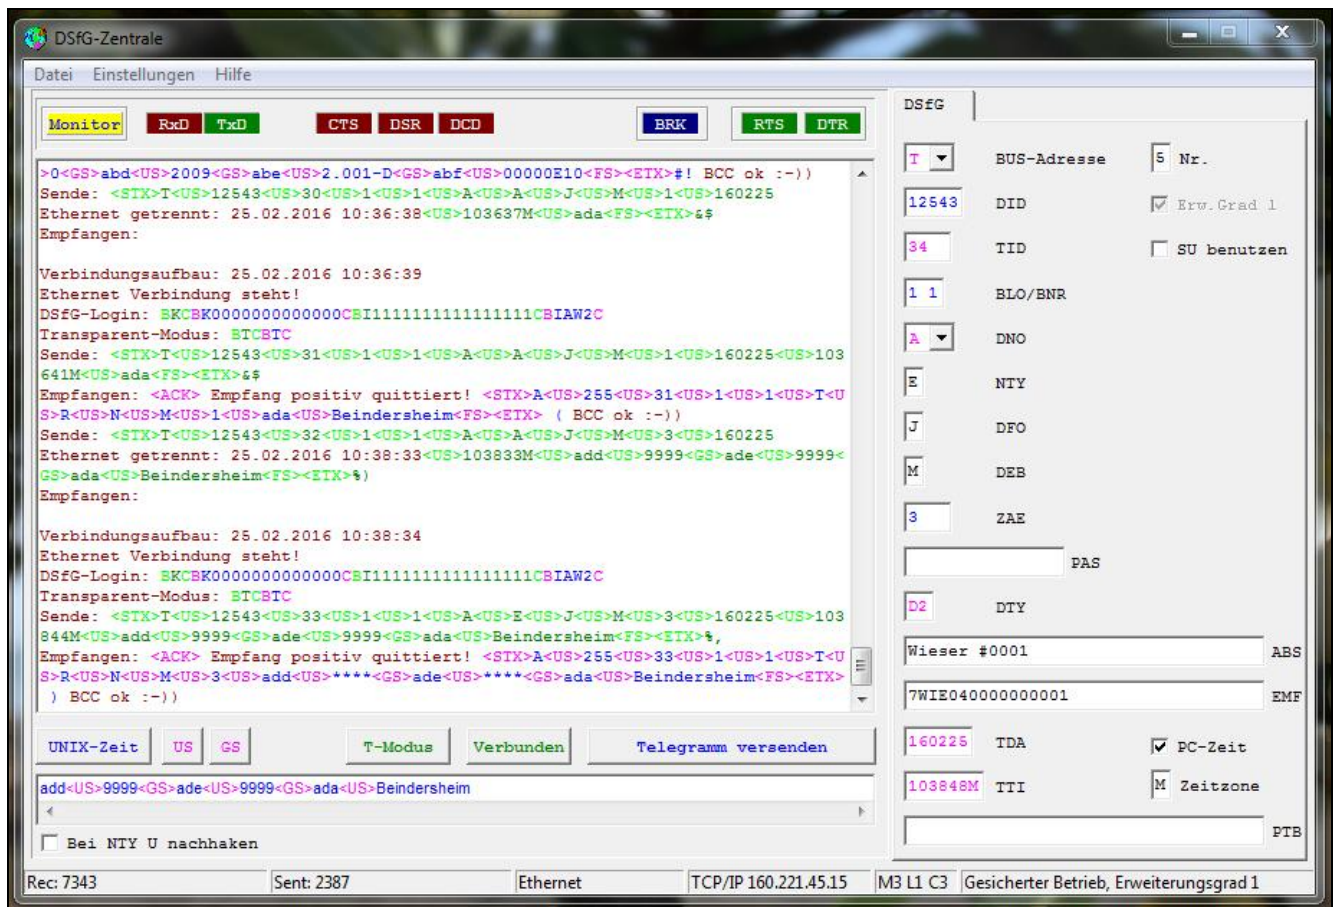 DSfG-Zentrale
Datei Einstellungen Hilfe
Monitor RxD TxD CTS DSR DCD BRK RTS DTR
>0<GS>abd<US>2009<GS>abe<US>2.001-D<GS>abf<US>00000E10<FS><ETX>#! BCC ok :-))
Sende: <STX>T<US>12543<US>30<US>1<US>1<US>A<US>A<US>J<US>M<US>1<US>160225
Ethernet getrennt: 25.02.2016 10:36:38<US>103637M<US>ada<FS><ETX>&$
Empfangen:
Verbindungsaufbau: 25.02.2016 10:36:39
Ethernet Verbindung steht!
DSfG-Login: BKCBK0000000000000CBI1111111111111111CBIAW2C
Transparent-Modus: BTCBTC
Sende: <STX>T<US>12543<US>31<US>1<US>1<US>A<US>A<US>J<US>M<US>1<US>160225<US>103
641M<US>ada<FS><ETX>&$
Empfangen: <ACK> Empfang positiv quittiert! <STX>A<US>255<US>31<US>1<US>1<US>T<U
S>R<US>N<US>M<US>1<US>ada<US>Beindersheim<FS><ETX> ( BCC ok :-))
Sende: <STX>T<US>12543<US>32<US>1<US>1<US>A<US>A<US>J<US>M<US>3<US>160225
Ethernet getrennt: 25.02.2016 10:38:33<US>103833M<US>add<US>9999<GS>ade<US>9999<
GS>ada<US>Beindersheim<FS><ETX>%)
Empfangen:
Verbindungsaufbau: 25.02.2016 10:38:34
Ethernet Verbindung steht!
DSfG-Login: BKCBK0000000000000CBI1111111111111111CBIAW2C
Transparent-Modus: BTCBTC
Sende: <STX>T<US>12543<US>33<US>1<US>1<US>A<US>E<US>J<US>M<US>3<US>160225<US>103
844M<US>add<US>9999<GS>ade<US>9999<GS>ada<US>Beindersheim<FS><ETX>%,
Empfangen: <ACK> Empfang positiv quittiert! <STX>A<US>255<US>33<US>1<US>1<US>T<U
S>R<US>N<US>M<US>3<US>add<US>****<GS>ade<US>****<GS>ada<US>Beindersheim<FS><ETX>
) BCC ok :-))
UNIX-Zeit US GS T-Modus Verbunden Telegramm versenden
add<US>9999<GS>ade<US>9999<GS>ada<US>Beindersheim
Bei NTY U nachhaken
DSfG
T BUS-Adresse 5 Nr.
12543 DID Erw.Grad 1
34 TID SU benutzen
1 1 BLO/BNR
A DNO
E NTY
J DFO
M DEB
3 ZAE
PAS
D2 DTY
Wieser #0001 ABS
7WIE040000000001 EMF
160225 TDA PC-Zeit
103848M TTI M Zeitzone
PTB
Rec: 7343 Sent: 2387 Ethernet TCP/IP 160.221.45.15 M3 L1 C3 Gesicherter Betrieb, Erweiterungsgrad 1